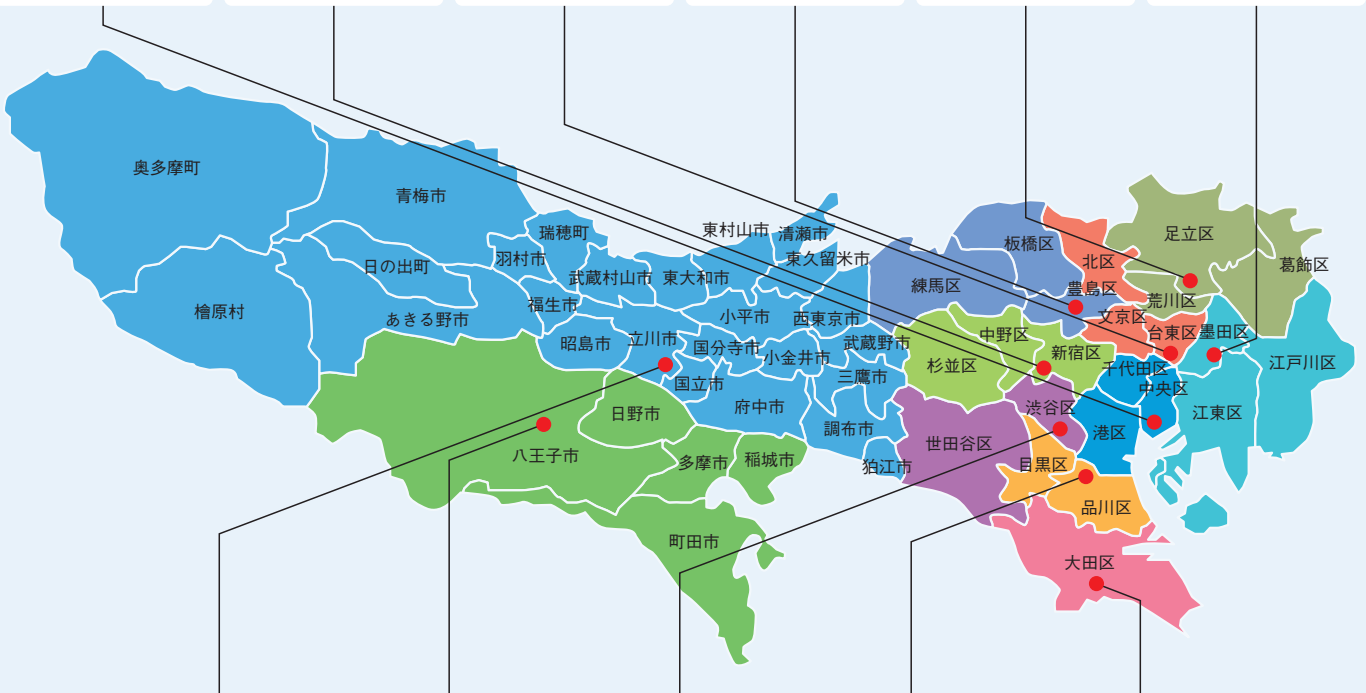 奥多摩町
青梅市
瑞穂町
東村山市
清瀬市
足立区
板橋区
北区
葛飾区
日の出町
羽村市
武蔵村山市
東大和市
東久留米市
練馬区
豊島区
荒川区
檜原村
あきる野市
福生市
小平市
西東京市
文京区
台東区
墨田区
昭島市
立川市
国分寺市
小金井市
武蔵野市
中野区
新宿区
千代田区
江戸川区
杉並区
国立市
三鷹市
中央区
日野市
府中市
渋谷区
江東区
調布市
世田谷区
港区
八王子市
多摩市
稲城市
狛江市
目黒区
品川区
町田市
大田区